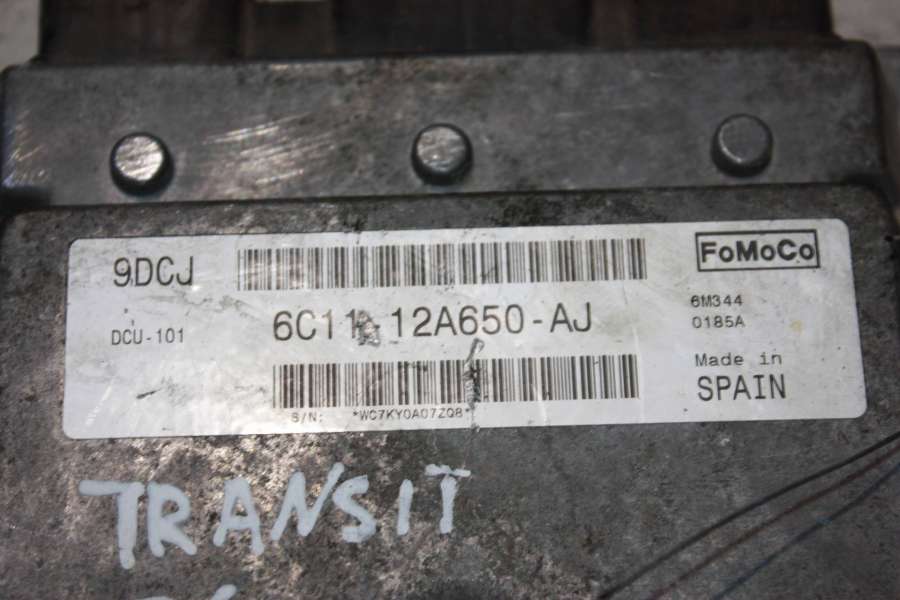 9DCJ
FoMoCo
DCU-101
6C11 12A650-AJ
6M344
0185A
Made in
SPAIN
S/N: *WC7KY0A07ZQ8*
TRANSIT